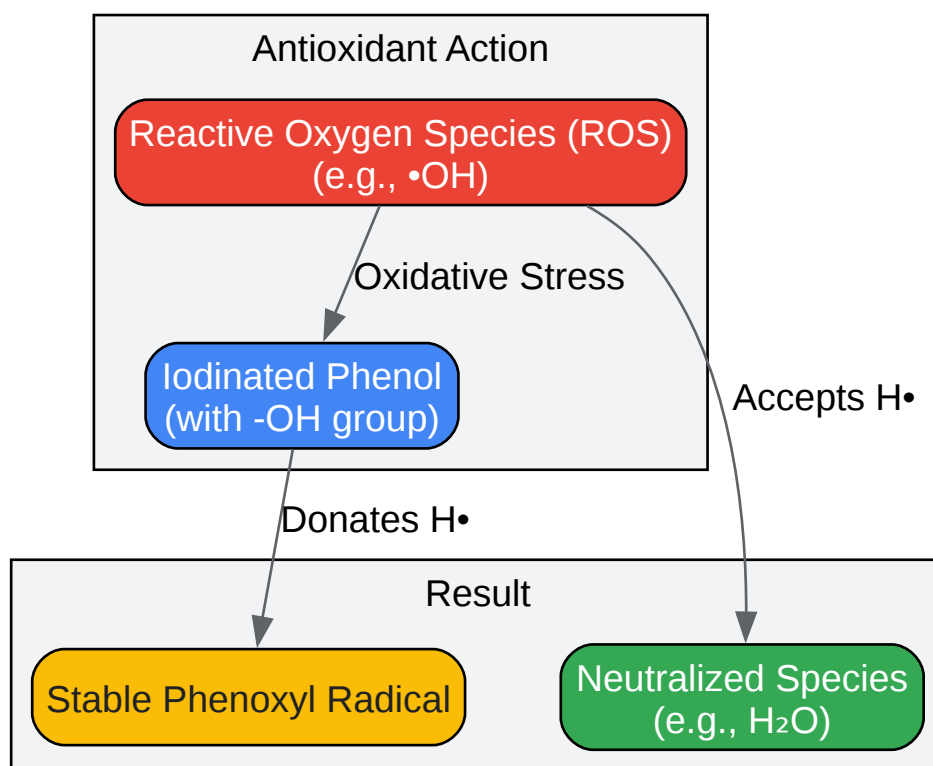 Antioxidant Action
Reactive Oxygen Species (ROS)
(e.g., •OH)
Oxidative Stress
Iodinated Phenol
(with -OH group)
Accepts H•
Donates H•
Result
Stable Phenoxyl Radical
Neutralized Species
(e.g., H₂O)